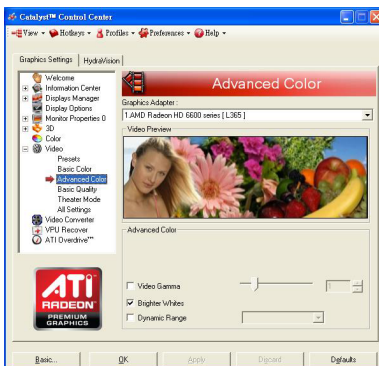 Catalyst™ Control Center
View Hotkeys Profiles Preferences Help
Graphics Settings HydraVision
Welcome
Information Center
Displays Manager
Display Options
Monitor Properties 0
3D
Color
Video
Presets
Basic Color
Advanced Color
Basic Quality
Theater Mode
All Settings
Video Converter
VPU Recover
ATI Overdrive™
ATI
RADEON
PREMIUM
GRAPHICS
Advanced Color
Graphics Adapter :
1.AMD Radeon HD 6600 series [ L365 ]
Video Preview
Advanced Color
Video Gamma
Brighter Whites
Dynamic Range
Basic... OK Apply Discard Defaults